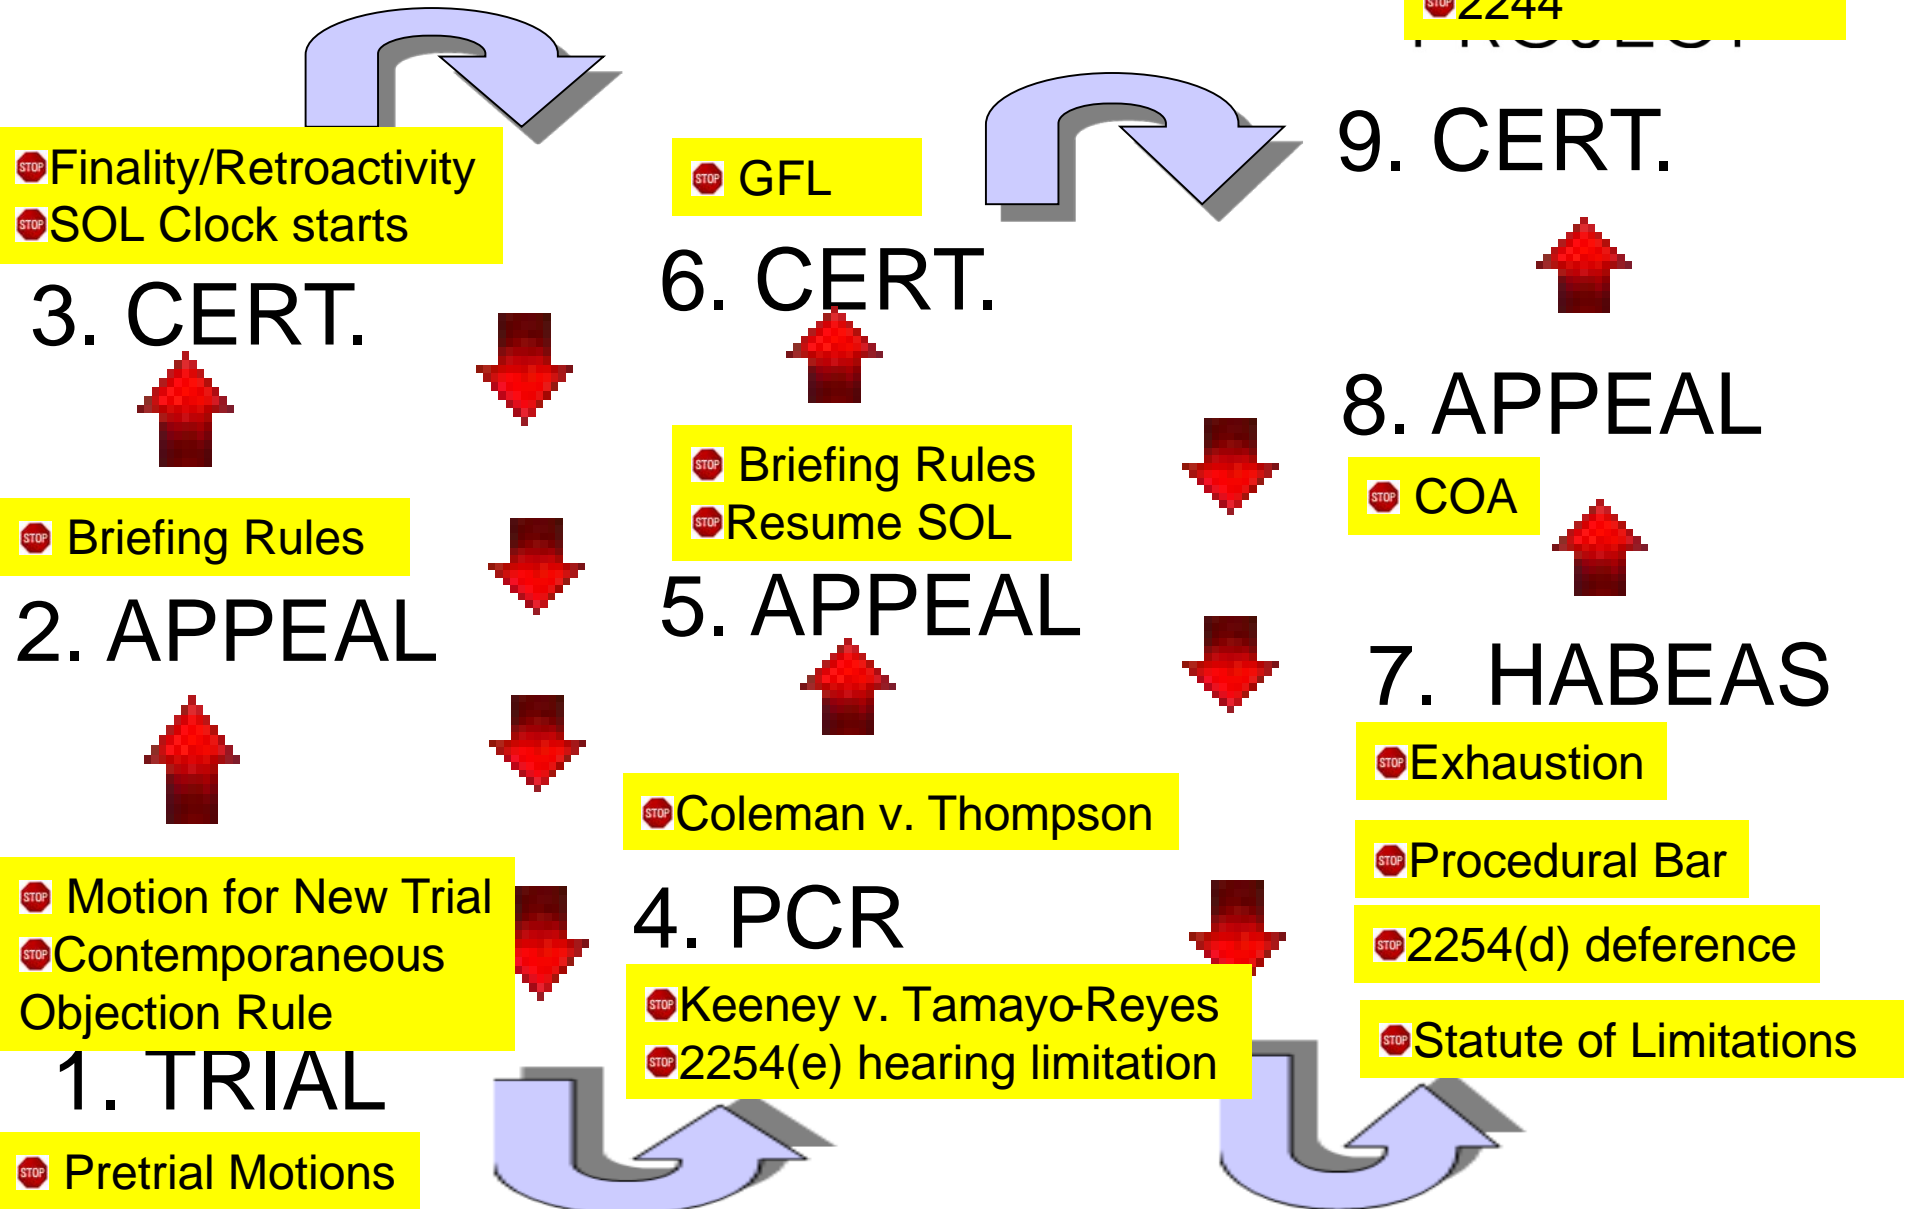 Finality/Retroactivity
SOL Clock starts
3. CERT.
Briefing Rules
2. APPEAL
Motion for New Trial
Contemporaneous
Objection Rule
1. TRIAL
Pretrial Motions
GFL
6. CERT.
Briefing Rules
Resume SOL
5. APPEAL
Coleman v. Thompson
4. PCR
Keeney v. Tamayo-Reyes
2254(e) hearing limitation
2244
PROJECT
9. CERT.
8. APPEAL
COA
7. HABEAS
Exhaustion
Procedural Bar
2254(d) deference
Statute of Limitations